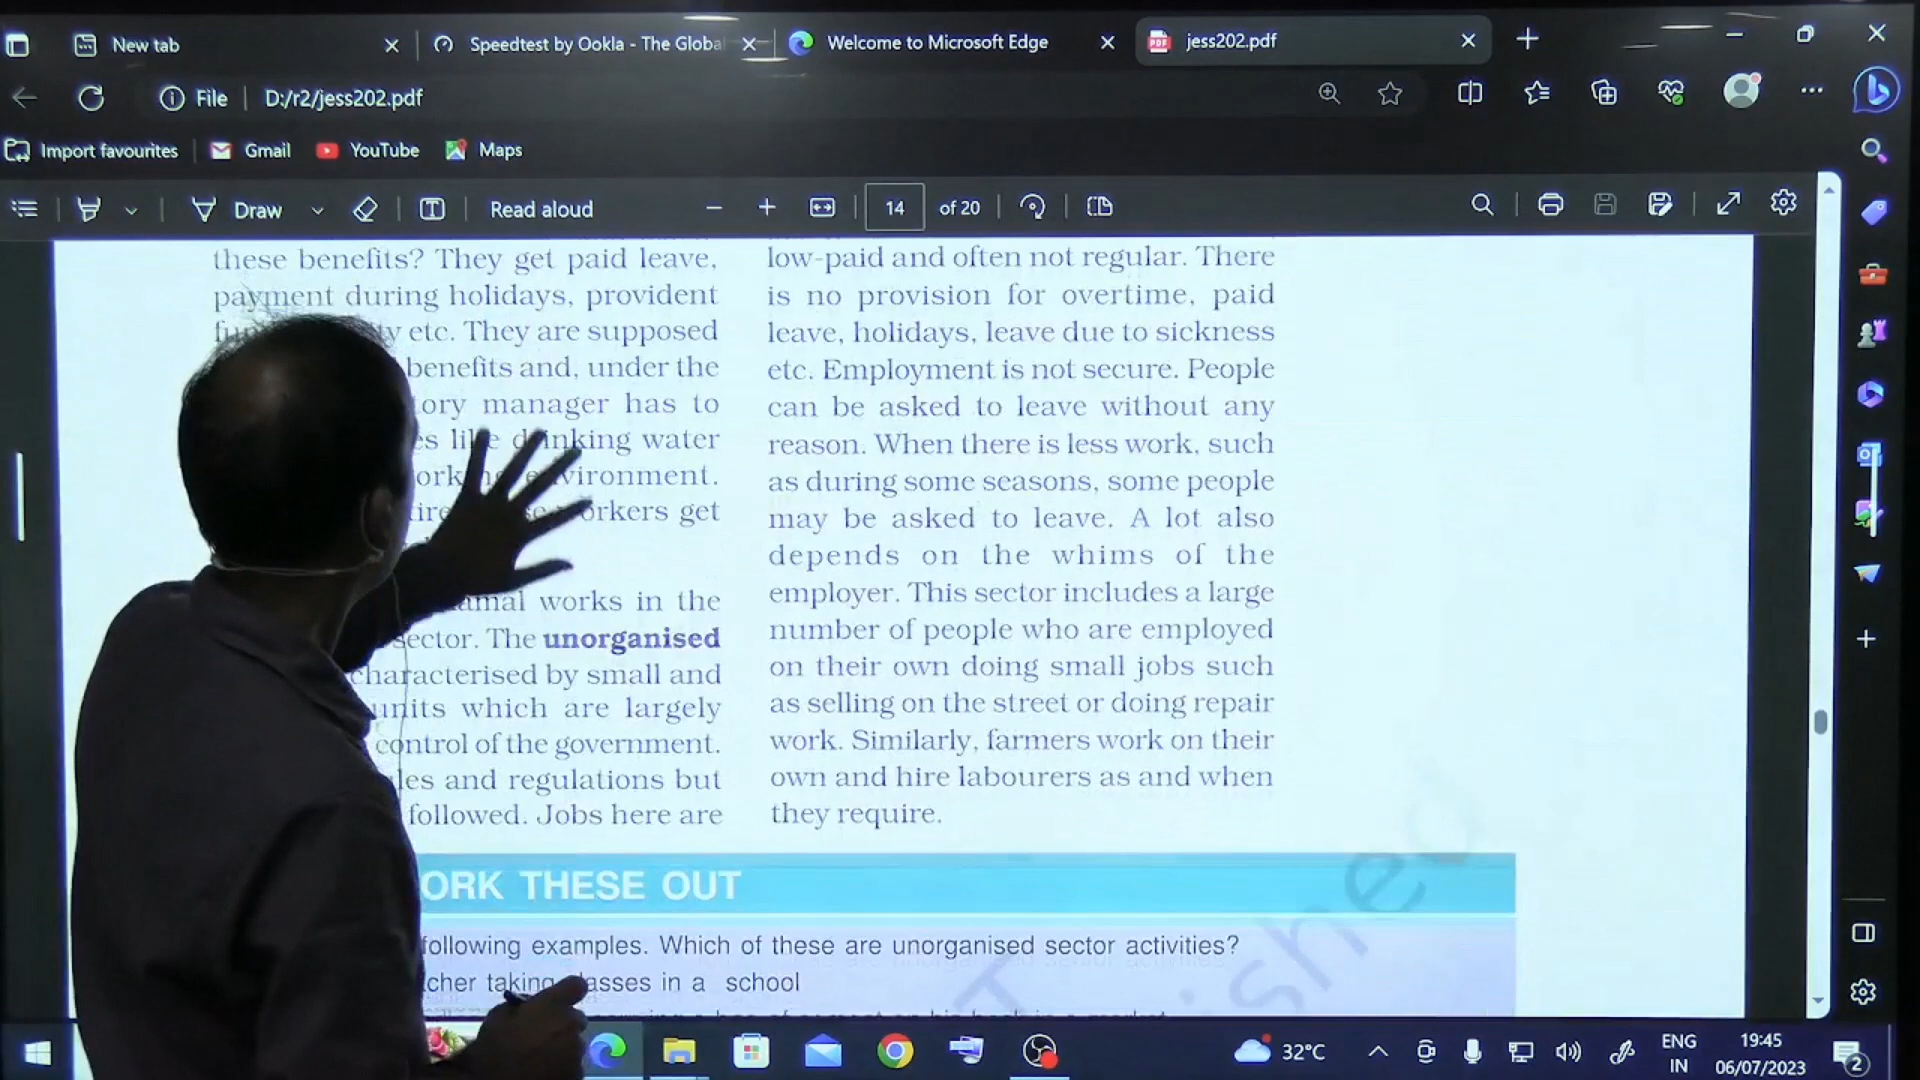 New tab
Speedtest by Ookla - The Global
Welcome to Microsoft Edge
jess202.pdf
File
D:/r2/jess202.pdf
Import favourites
Gmail
YouTube
Maps
Draw
Read aloud
14
of 20
these benefits? They get paid leave,
payment during holidays, provident
etc. They are supposed
benefits and, under the
manager has to
like drinking water
environment.
workers get
works in the
sector. The unorganised
characterised by small and
units which are largely
control of the government.
and regulations but
followed. Jobs here are
low-paid and often not regular. There
is no provision for overtime, paid
leave, holidays, leave due to sickness
etc. Employment is not secure. People
can be asked to leave without any
reason. When there is less work, such
as during some seasons, some people
may be asked to leave. A lot also
depends on the whims of the
employer. This sector includes a large
number of people who are employed
on their own doing small jobs such
as selling on the street or doing repair
work. Similarly, farmers work on their
own and hire labourers as and when
they require.
ORK THESE OUT
following examples. Which of these are unorganised sector activities?
cher taking classes in a school
32°C
ENG
IN
19:45
06/07/2023
2